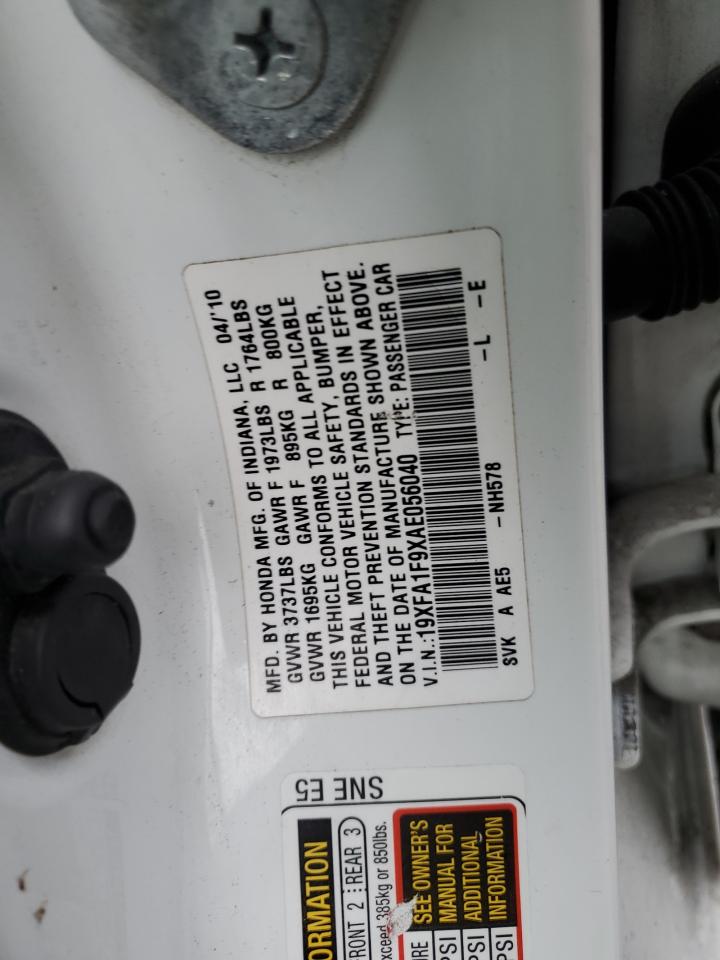 MFD. BY HONDA MFG. OF INDIANA, LLC 04/'10
GVWR 3737LBS GAWR F 1973LBS R 1764LBS
GVWR 1695KG GAWR F 895KG R 800KG
THIS VEHICLE CONFORMS TO ALL APPLICABLE
FEDERAL MOTOR VEHICLE SAFETY, BUMPER,
AND THEFT PREVENTION STANDARDS IN EFFECT
ON THE DATE OF MANUFACTURE SHOWN ABOVE.
V.I.N.:19XFA1F9XAE056040 TYPE: PASSENGER CAR
SVK A AE5 -NH578 -L -E
SNE E5
ORMATION
FRONT 2 REAR 3
exceed 385kg or 850lbs.
SEE OWNER'S
MANUAL FOR
ADDITIONAL
INFORMATION
URE
PSI
PSI
PSI